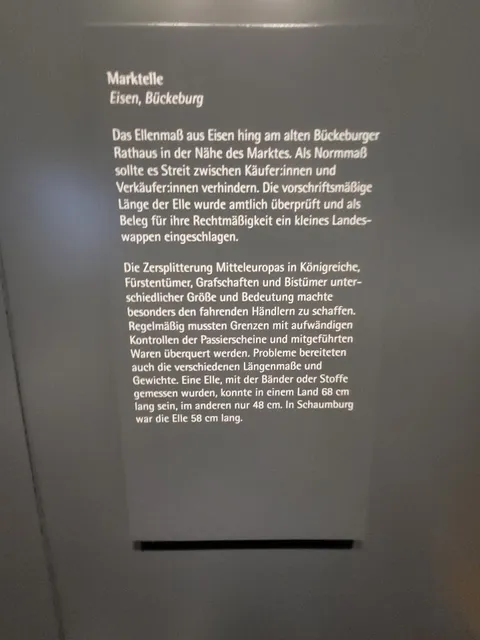 Marktelle
Eisen, Bückeburg
Das Ellenmaß aus Eisen hing am alten Bückeburger
Rathaus in der Nähe des Marktes. Als Normmaß
sollte es Streit zwischen Käufer:innen und
Verkäufer:innen verhindern. Die vorschriftsmäßige
Länge der Elle wurde amtlich überprüft und als
Beleg für ihre Rechtmäßigkeit ein kleines Landes-
wappen eingeschlagen.
Die Zersplitterung Mitteleuropas in Königreiche,
Fürstentümer, Grafschaften und Bistümer unter-
schiedlicher Größe und Bedeutung machte
besonders den fahrenden Händlern zu schaffen.
Regelmäßig mussten Grenzen mit aufwändigen
Kontrollen der Passierscheine und mitgeführten
Waren überquert werden. Probleme bereiteten
auch die verschiedenen Längenmaße und
Gewichte. Eine Elle, mit der Bänder oder Stoffe
gemessen wurden, konnte in einem Land 68 cm
lang sein, im anderen nur 48 cm. In Schaumburg
war die Elle 58 cm lang.